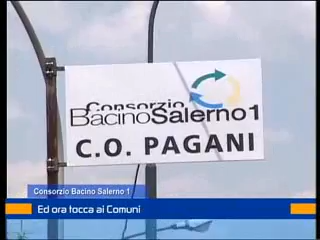 Consorzio
BacinoSalerno1
C.O. PAGANI
Consorzio Bacino Salerno 1
Ed ora tocca ai Comuni